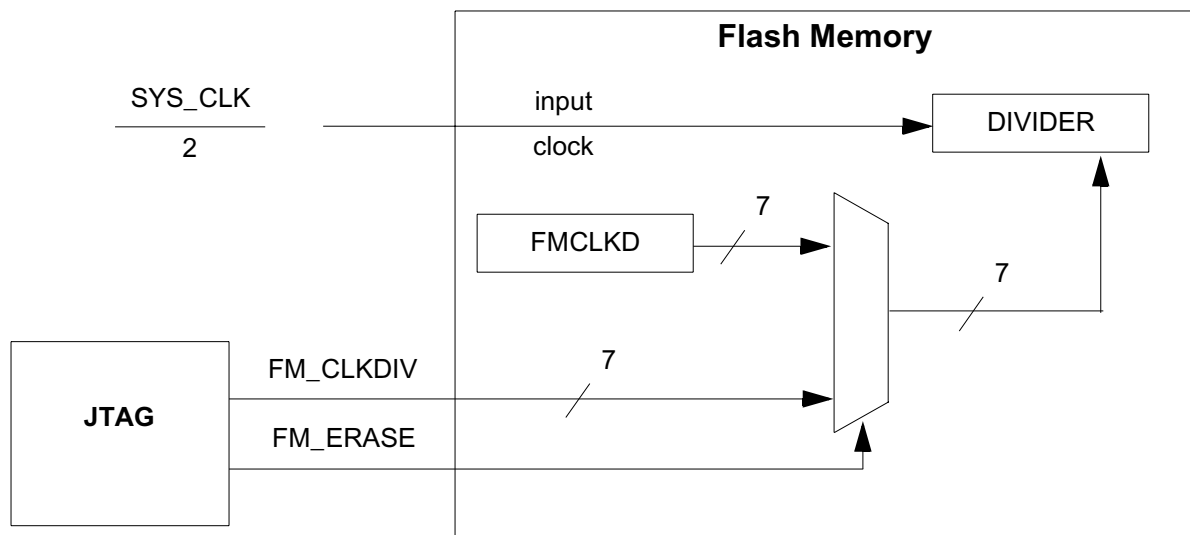 Flash Memory
SYS_CLK
2
input
clock
DIVIDER
7
FMCLKD
7
FM_CLKDIV
7
JTAG
FM_ERASE